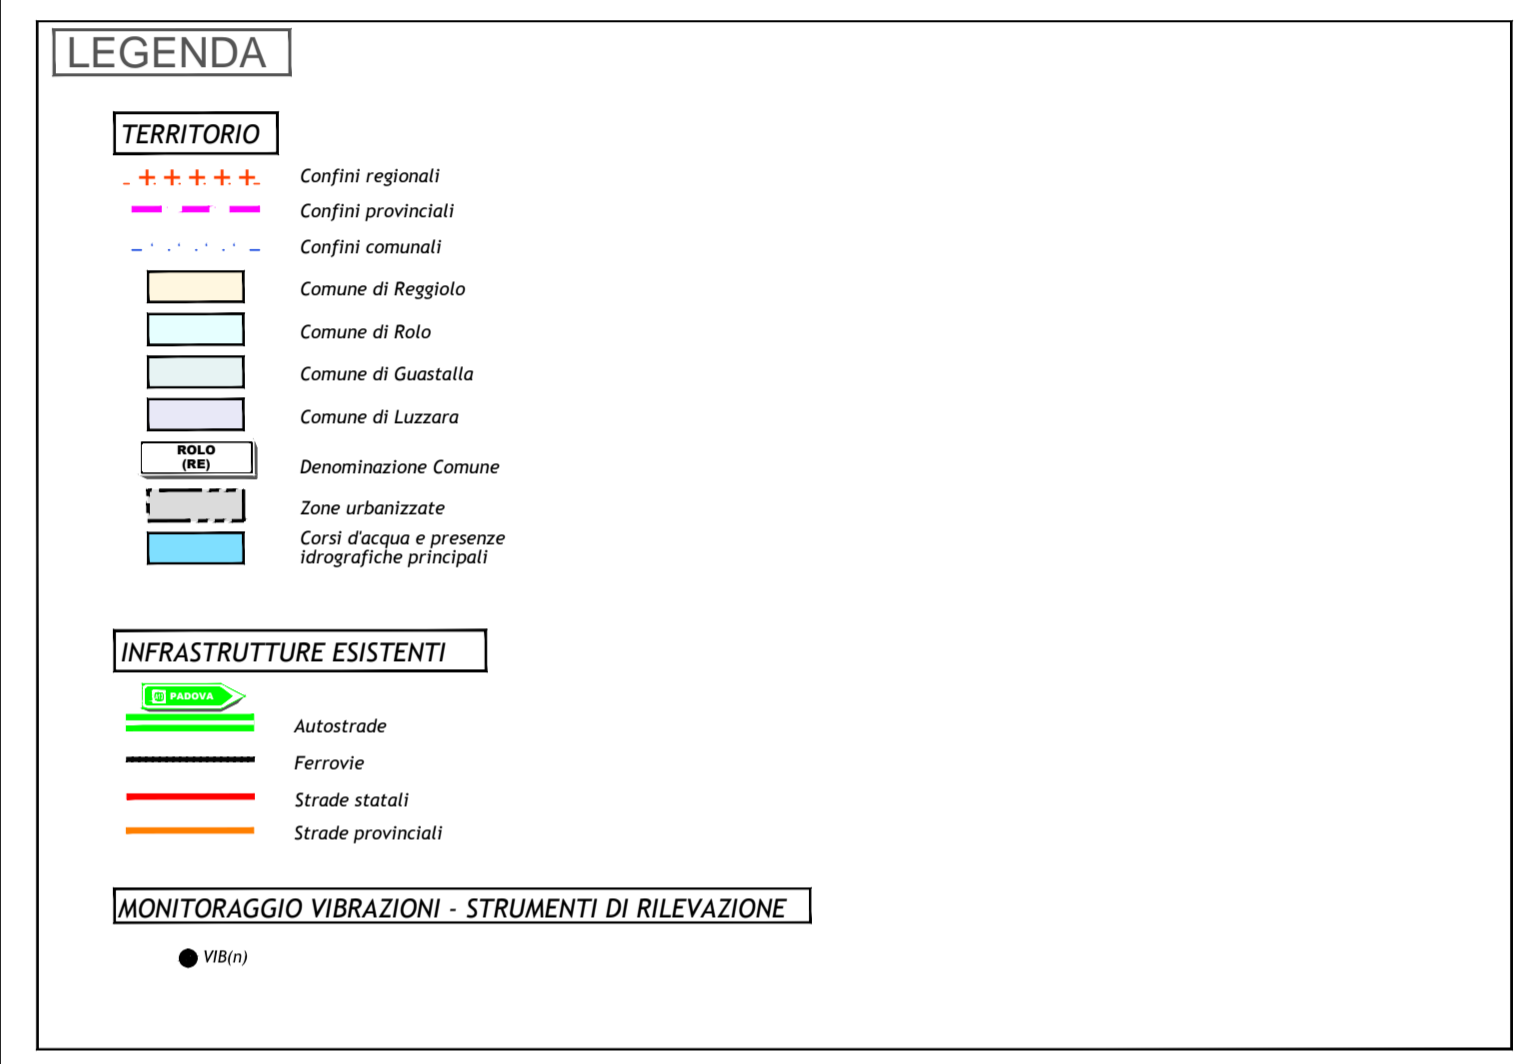 LEGENDA
TERRITORIO
Confini regionali
Confini provinciali
Confini comunali
Comune di Reggiolo
Comune di Rolo
Comune di Guastalla
Comune di Luzzara
ROLO
(RE)
Denominazione Comune
Zone urbanizzate
Corsi d'acqua e presenze
idrografiche principali
INFRASTRUTTURE ESISTENTI
PADOVA
Autostrade
Ferrovie
Strade statali
Strade provinciali
MONITORAGGIO VIBRAZIONI - STRUMENTI DI RILEVAZIONE
VIB(n)